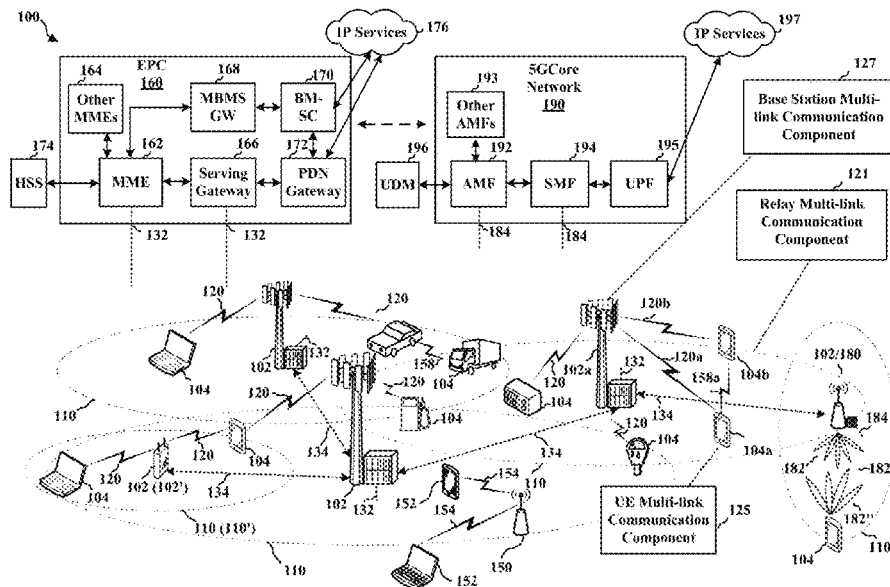 100
IP Services
176
IP Services
197
EPC
160
164
Other
MMEs
168
MBMS
GW
170
BM-
SC
174
HSS
162
MME
166
Serving
Gateway
172
PDN
Gateway
132
132
5GCore
Network
190
193
Other
AMFs
196
UDM
192
AMF
194
SMF
195
UPF
184
184
127
Base Station Multi-
link Communication
Component
121
Relay Multi-link
Communication
Component
120
120
104
102
132
158
104
120
120
104
102a
132
120
104
120b
120a
158a
104b
104a
134
302/180
184
182'
182
182"
104
110
110
120
120
120
104
104
102 (102')
134
134
110 (110')
110
102
132
134
110
152
154
154
150
152
104
UE Multi-link
Communication
Component
125